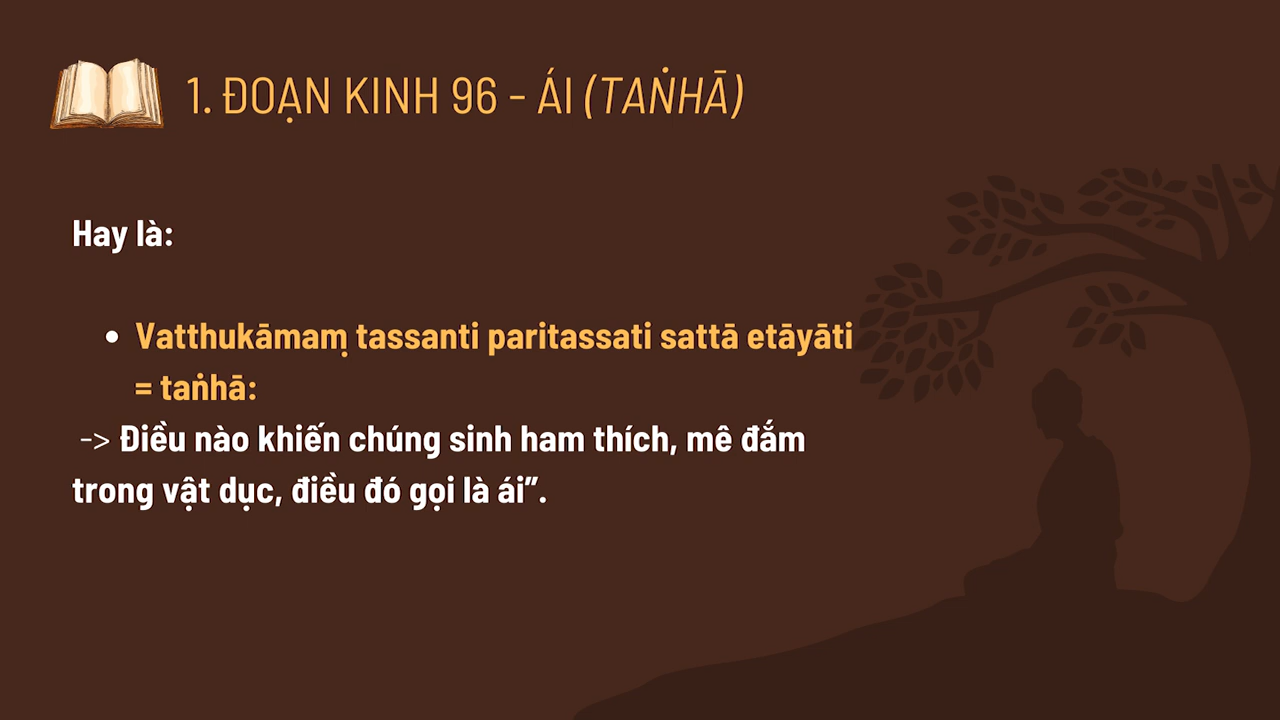 1. ĐOẠN KINH 96 - ÁI (TAṄHĀ)
Hay là:
• Vatthukāmaṃ tassanti paritassati sattā etāyāti
= taṅhā:
-> Điều nào khiến chúng sinh ham thích, mê đắm
trong vật dục, điều đó gọi là ái”.